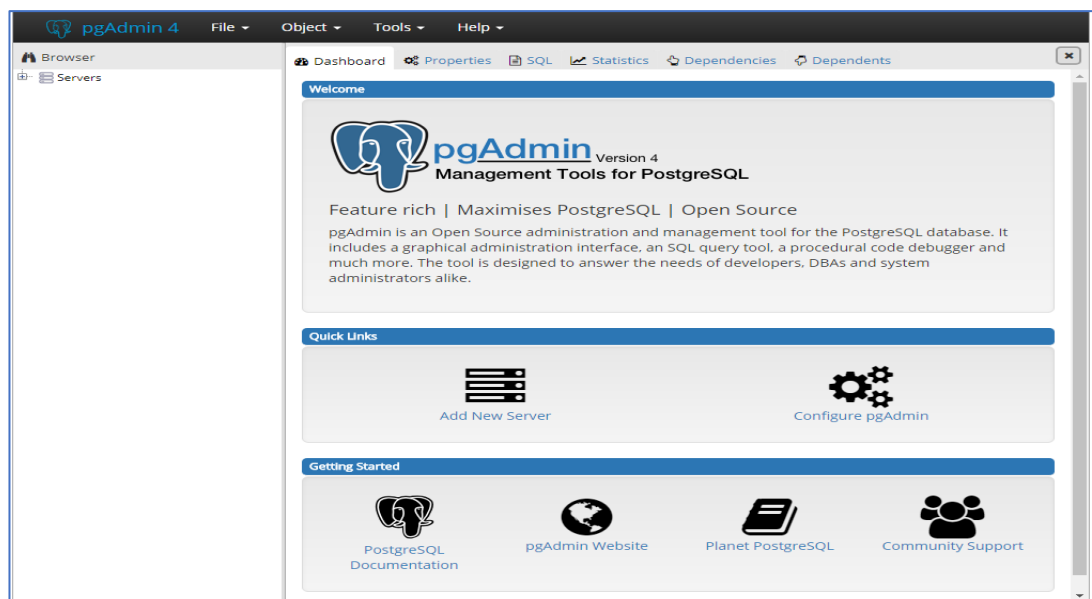 pgAdmin 4 File Object Tools Help
Browser
Servers
Dashboard Properties SQL Statistics Dependencies Dependents
Welcome
pgAdmin Version 4
Management Tools for PostgreSQL
Feature rich | Maximises PostgreSQL | Open Source
pgAdmin is an Open Source administration and management tool for the PostgreSQL database. It
includes a graphical administration interface, an SQL query tool, a procedural code debugger and
much more. The tool is designed to answer the needs of developers, DBAs and system
administrators alike.
Quick Links
Add New Server
Configure pgAdmin
Getting Started
PostgreSQL
Documentation
pgAdmin Website
Planet PostgreSQL
Community Support